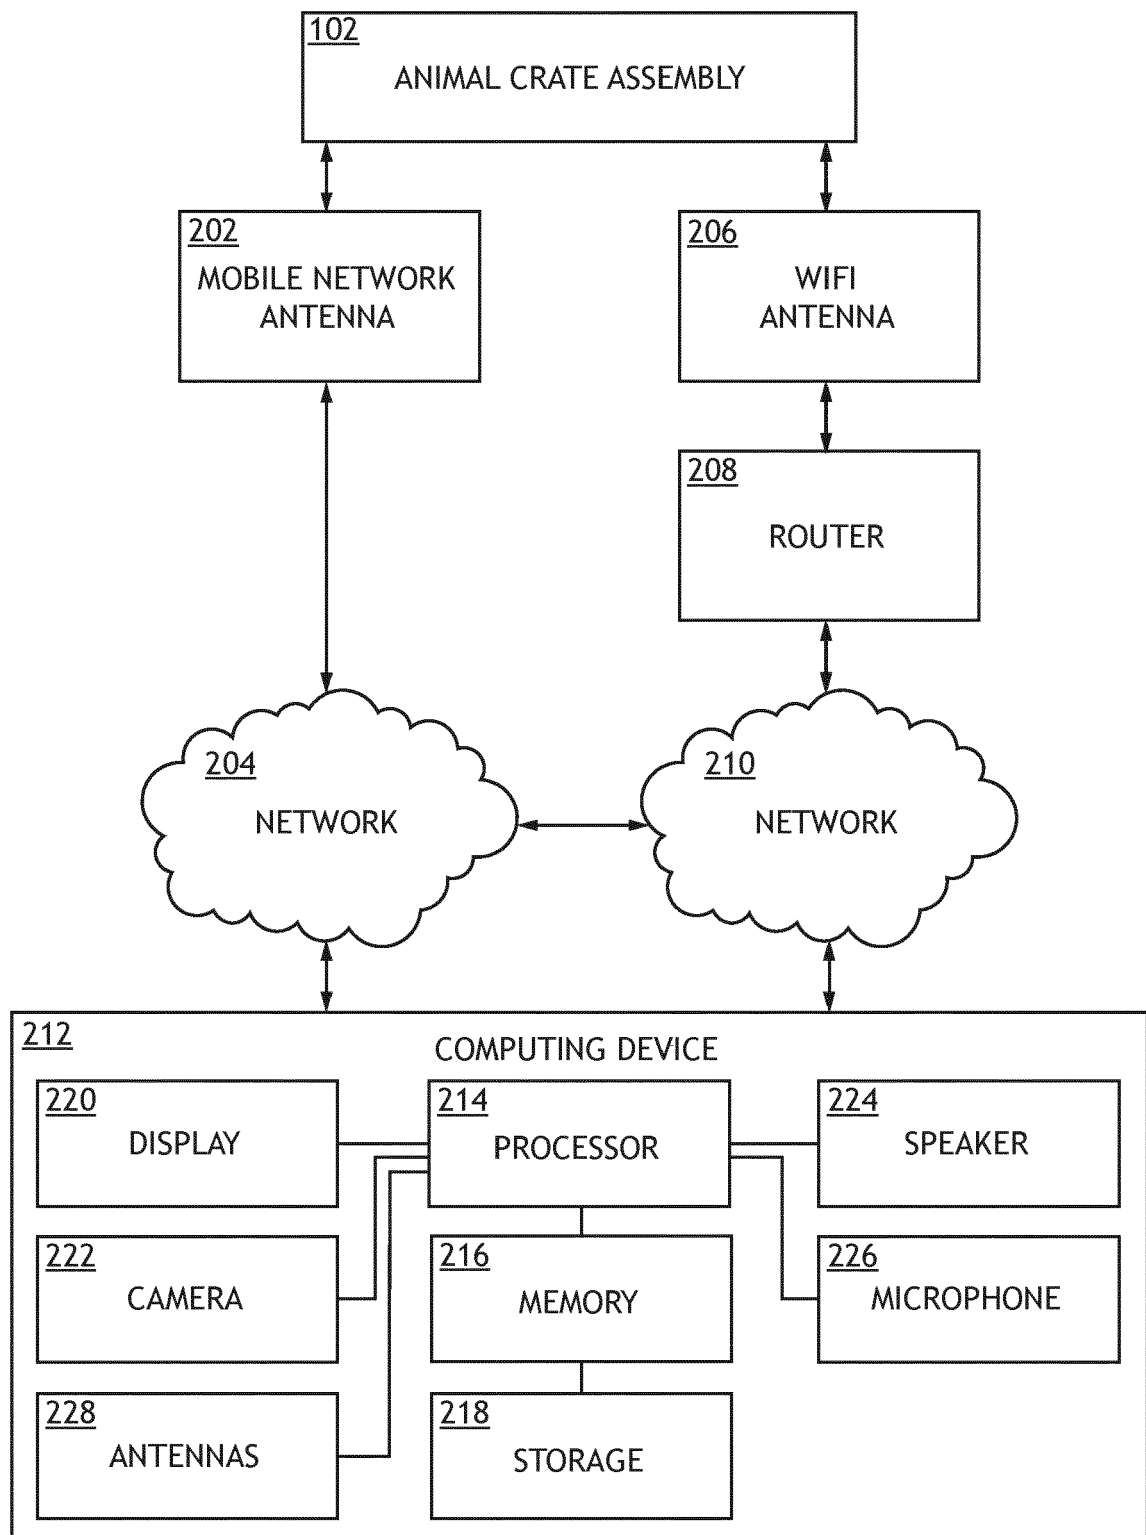 102
ANIMAL CRATE ASSEMBLY
202
MOBILE NETWORK
ANTENNA
206
WIFI
ANTENNA
208
ROUTER
204
NETWORK
210
NETWORK
212
COMPUTING DEVICE
220
DISPLAY
214
PROCESSOR
224
SPEAKER
222
CAMERA
216
MEMORY
226
MICROPHONE
228
ANTENNAS
218
STORAGE